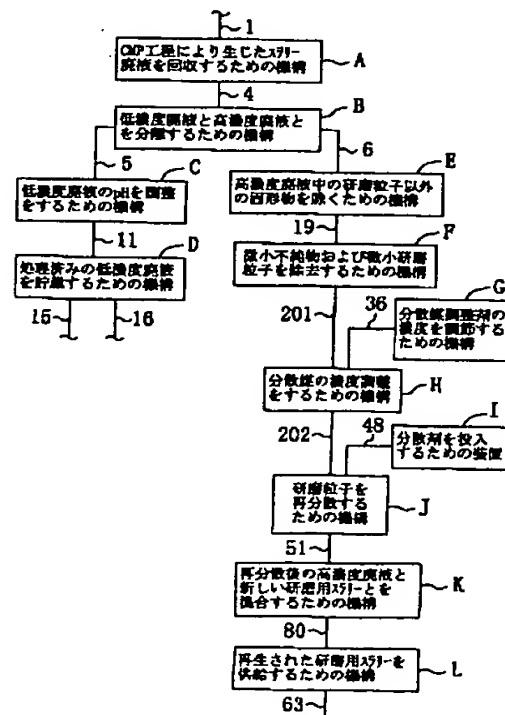 1
CMP工程により生じたスラリー
廃液を回収するための機構
A
4
B
低濃度廃液と高濃度廃液と
を分離するための機構
5
6
C
低濃度廃液のpHを調整
をするための機構
E
高濃度廃液中の研磨粒子以外
の固形物を除くための機構
11
19
D
処理済みの低濃度廃液
を貯蔵するための機構
F
微小不純物および微小研磨
粒子を除去するための機構
15
16
201
36
G
分散媒調整剤の
濃度を調節する
ための機構
分散媒の濃度調整
をするための機構
H
202
48
I
分散剤を投入
するための装置
研磨粒子を
再分散する
ための機構
J
51
再分散後の高濃度廃液と
新しい研磨用スラリーとを
混合するための機構
K
80
再生された研磨用スラリーを
供給するための機構
L
63